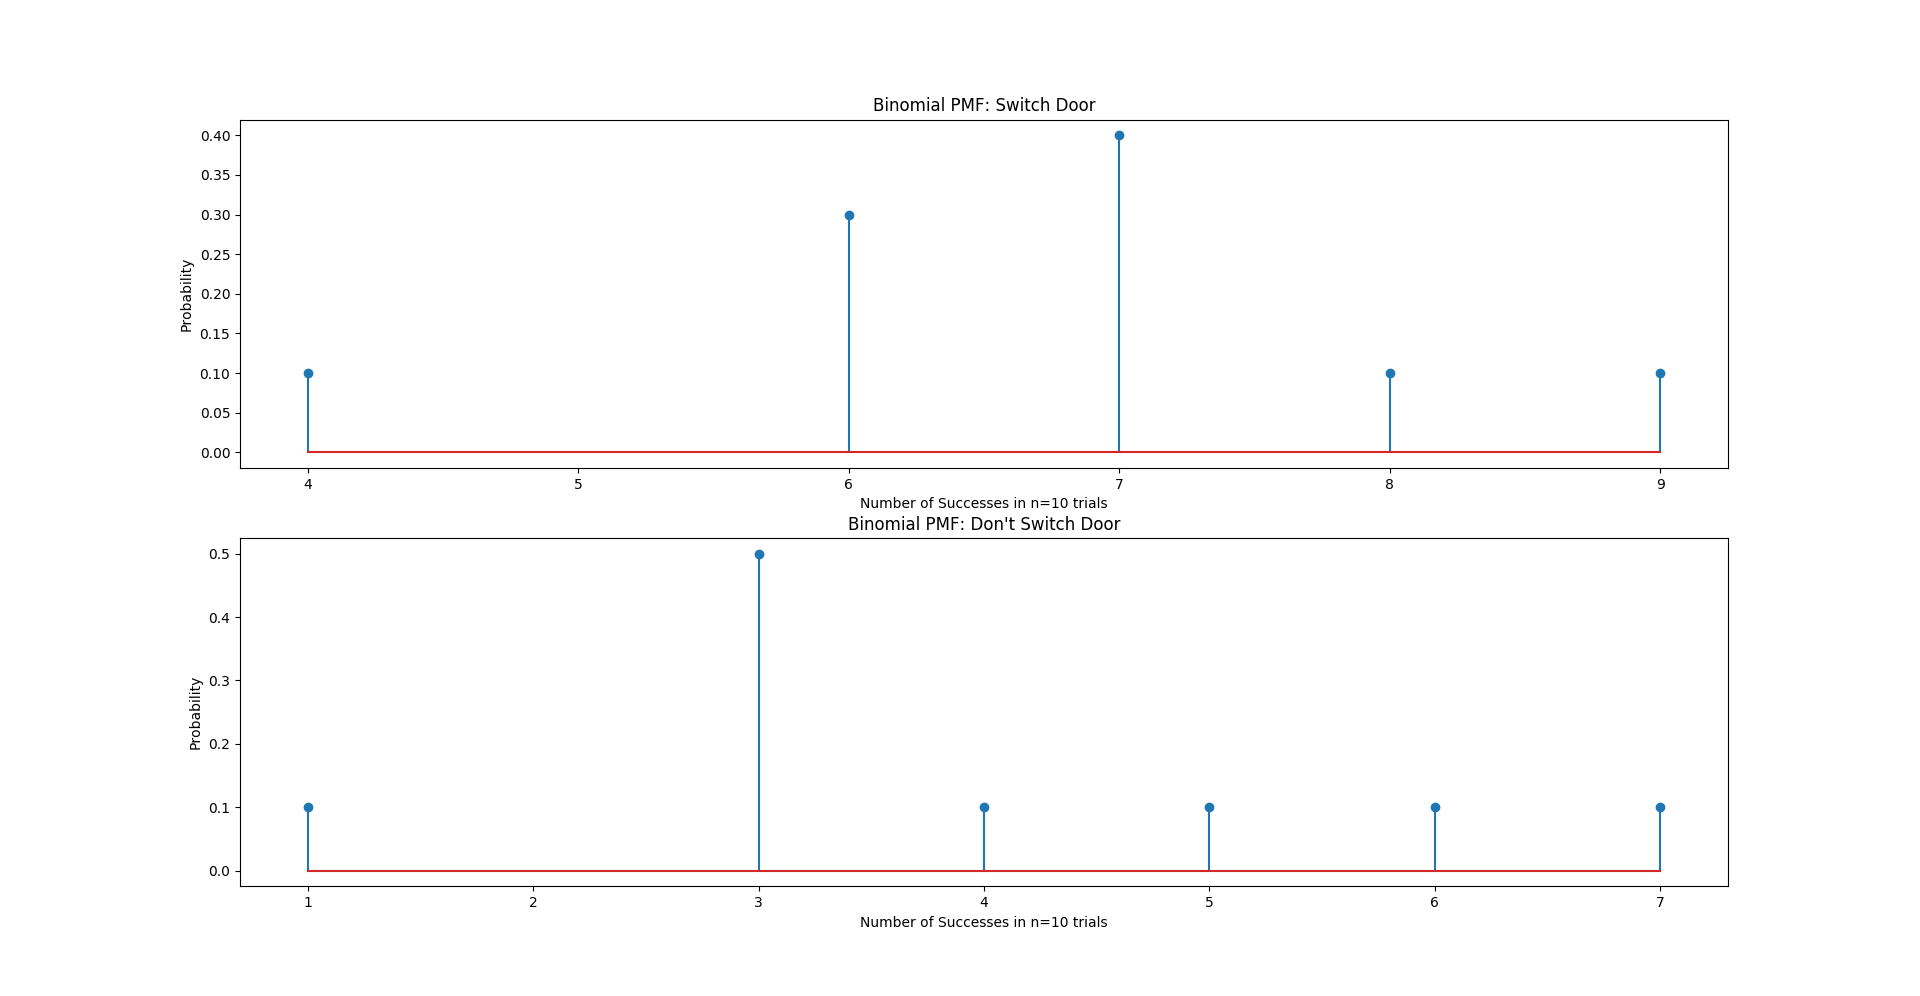 Binomial PMF: Switch Door
0.40
0.35
0.30
0.25
0.20
0.15
0.10
0.05
0.00
Probability
4 5 6 7 8 9
Number of Successes in n=10 trials
Binomial PMF: Don't Switch Door
0.5
0.4
0.3
0.2
0.1
0.0
Probability
1 2 3 4 5 6 7
Number of Successes in n=10 trials